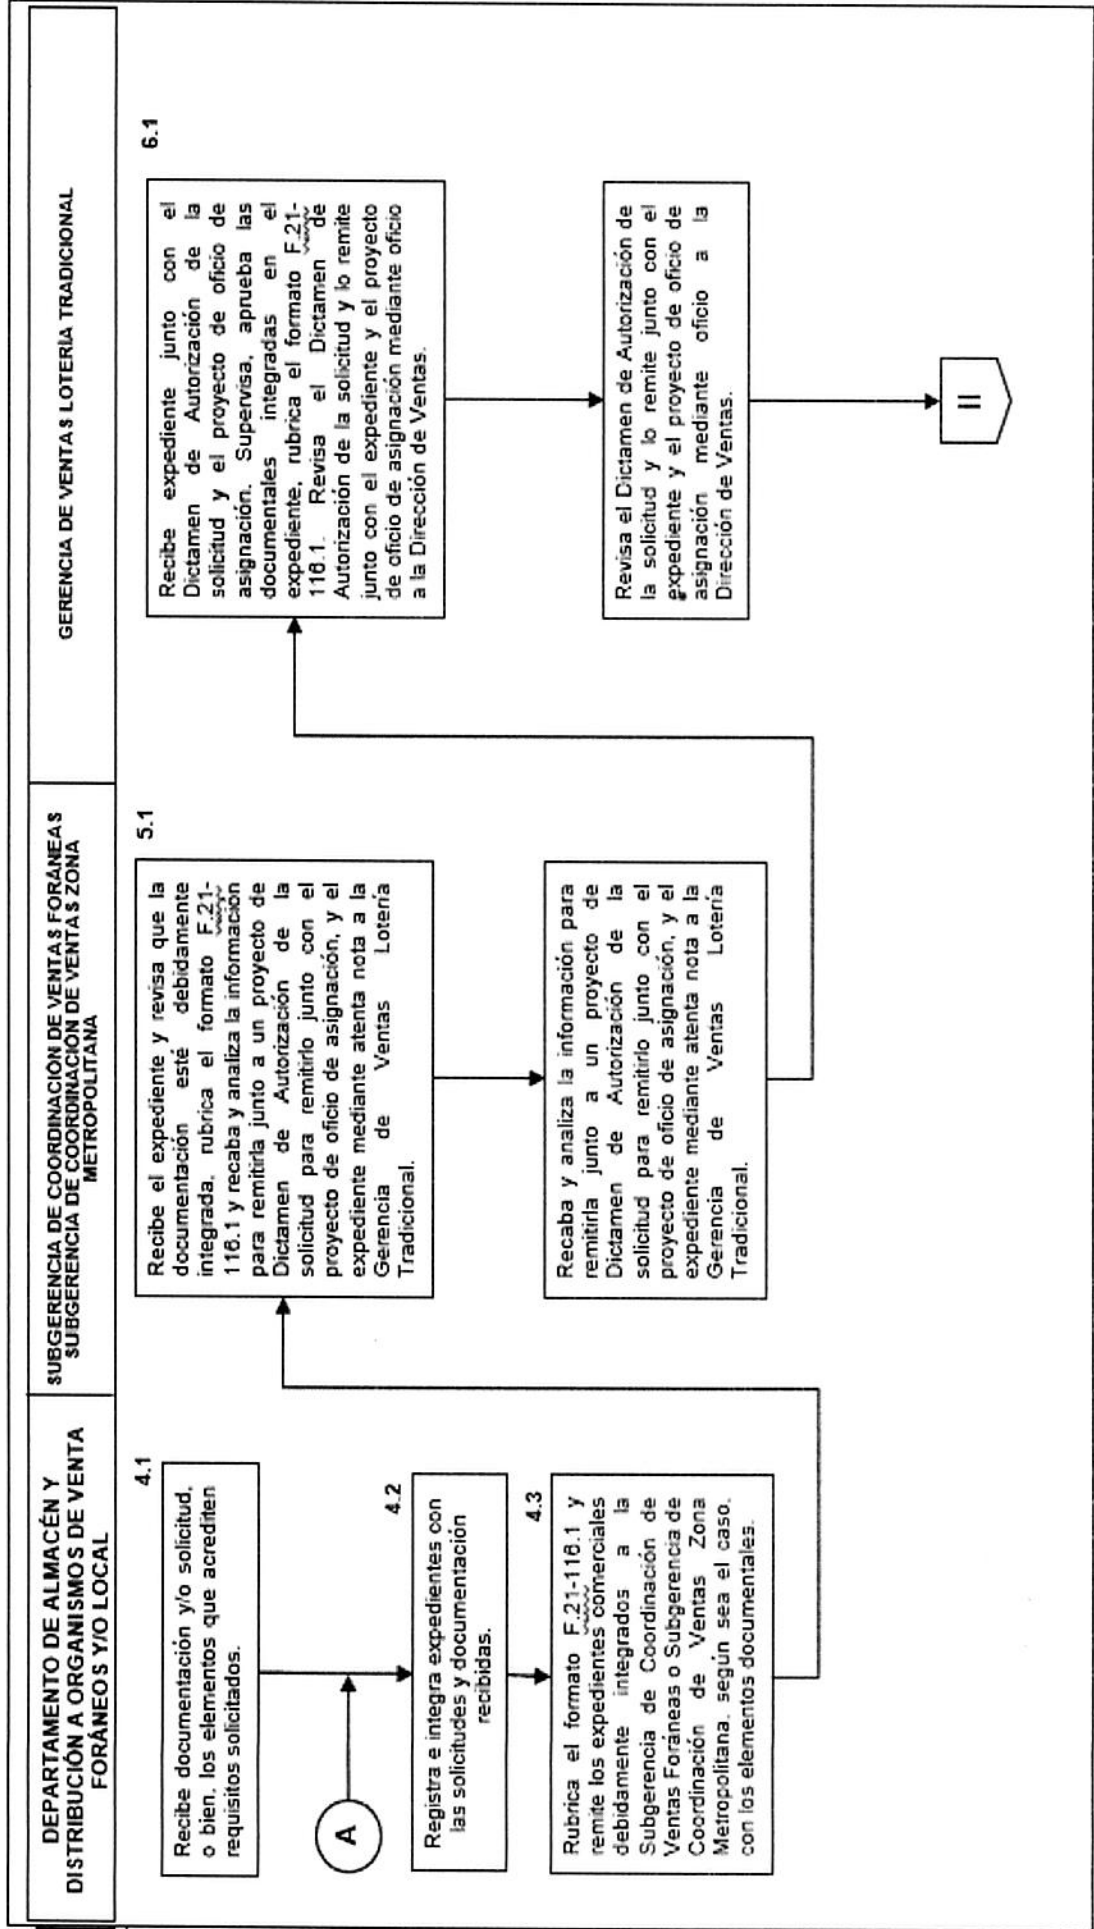 DEPARTAMENTO DE ALMACÉN Y
DISTRIBUCIÓN A ORGANISMOS DE VENTA
FORÁNEOS Y/O LOCAL
4.1
Recibe documentación y/o solicitud,
o bien, los elementos que acrediten
requisitos solicitados.
A
4.2
Registra e integra expedientes con
las solicitudes y documentación
recibidas.
4.3
Rubrica el formato F.21-116.1 y
remite los expedientes comerciales
debidamente integrados a la
Subgerencia de Coordinación de
Ventas Foráneas o Subgerencia de
Coordinación de Ventas Zona
Metropolitana, según sea el caso,
con los elementos documentales.
SUBGERENCIA DE COORDINACIÓN DE VENTAS FORÁNEAS
SUBGERENCIA DE COORDINACIÓN DE VENTAS ZONA
METROPOLITANA
5.1
Recibe el expediente y revisa que la
documentación esté debidamente
integrada, rubrica el formato F.21-
116.1 y recaba y analiza la información
para remitirla junto a un proyecto de
Dictamen de Autorización de la
solicitud para remitirlo junto con el
proyecto de oficio de asignación, y el
expediente mediante atenta nota a la
Gerencia de Ventas Lotería
Tradicional.
Recaba y analiza la información para
remitirla junto a un proyecto de
Dictamen de Autorización de la
solicitud para remitirlo junto con el
proyecto de oficio de asignación, y el
expediente mediante atenta nota a la
Gerencia de Ventas Lotería
Tradicional.
GERENCIA DE VENTAS LOTERÍA TRADICIONAL
6.1
Recibe expediente junto con el
Dictamen de Autorización de la
solicitud y el proyecto de oficio de
asignación. Supervisa, aprueba las
documentales integradas en el
expediente, rubrica el formato F.21-
116.1. Revisa el Dictamen de
Autorización de la solicitud y lo remite
junto con el expediente y el proyecto
de oficio de asignación mediante oficio
a la Dirección de Ventas.
Revisa el Dictamen de Autorización de
la solicitud y lo remite junto con el
expediente y el proyecto de oficio de
asignación mediante oficio a la
Dirección de Ventas.
II